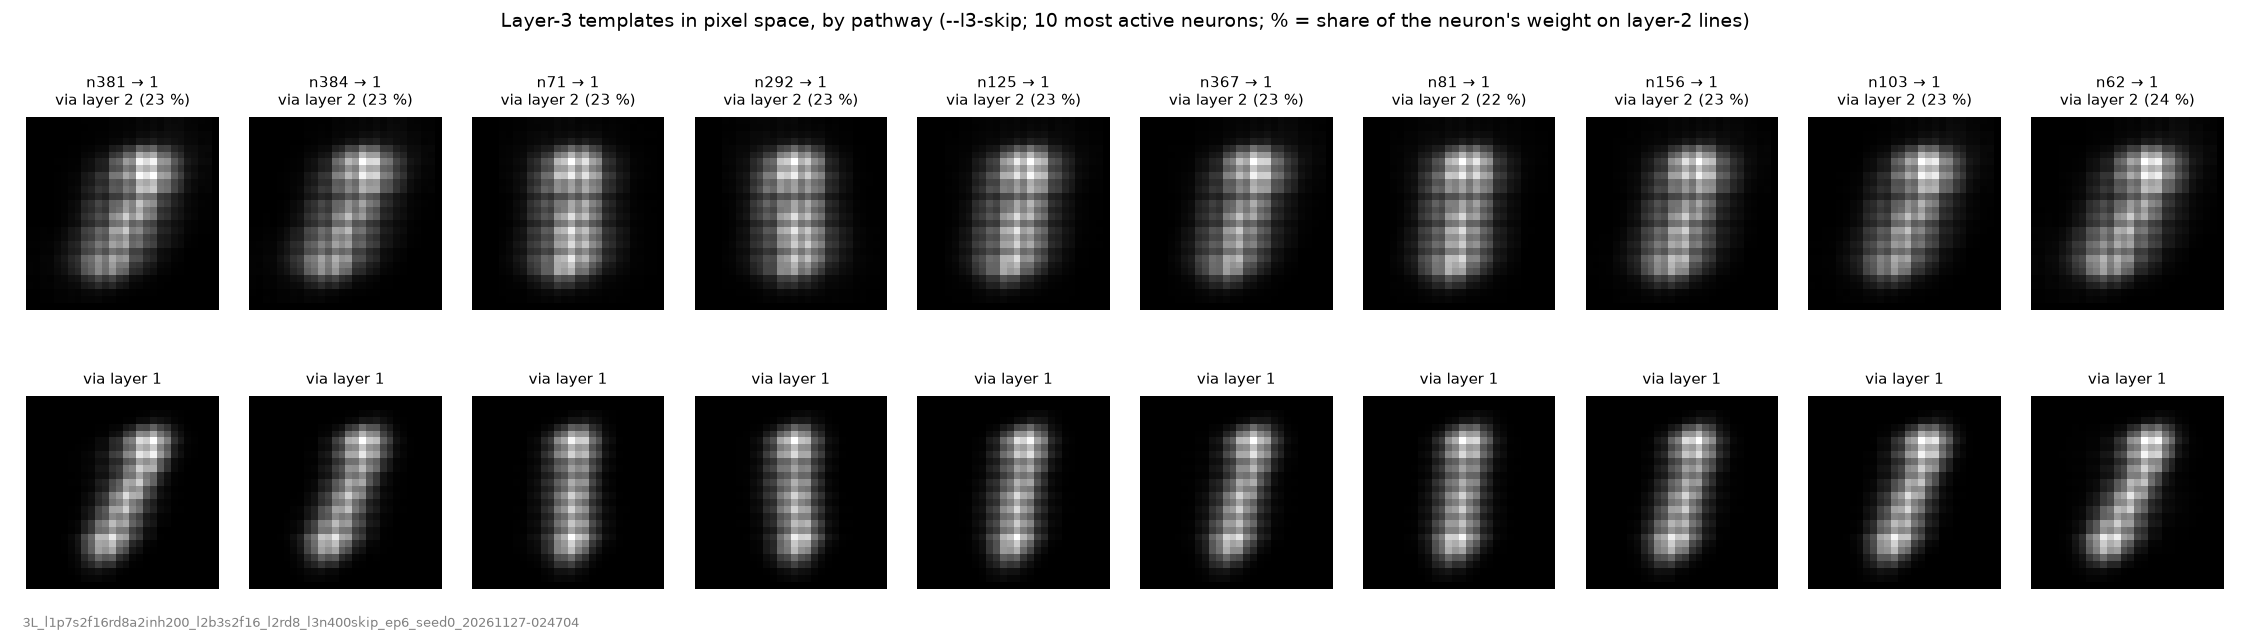 Layer-3 templates in pixel space, by pathway (--l3-skip; 10 most active neurons; % = share of the neuron's weight on layer-2 lines)
n381 → 1
via layer 2 (23 %)
n384 → 1
via layer 2 (23 %)
n71 → 1
via layer 2 (23 %)
n292 → 1
via layer 2 (23 %)
n125 → 1
via layer 2 (23 %)
n367 → 1
via layer 2 (23 %)
n81 → 1
via layer 2 (22 %)
n156 → 1
via layer 2 (23 %)
n103 → 1
via layer 2 (23 %)
n62 → 1
via layer 2 (24 %)
via layer 1
via layer 1
via layer 1
via layer 1
via layer 1
via layer 1
via layer 1
via layer 1
via layer 1
via layer 1
3L_l1p7s2f16rd8a2inh200_l2b3s2f16_l2rd8_l3n400skip_ep6_seed0_20261127-024704